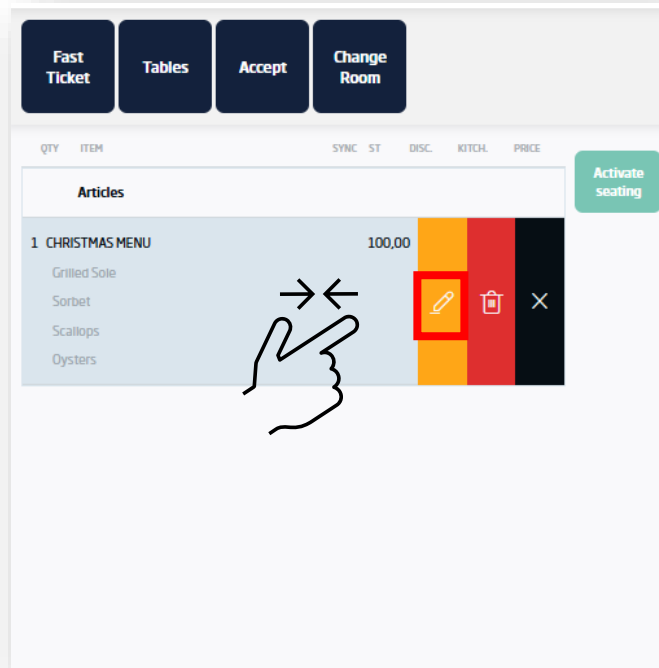 Fast
Ticket
Tables
Accept
Change
Room
QTY ITEM SYNC ST DISC. KITCH. PRICE
Activate
seating
Articles
1 CHRISTMAS MENU 100,00
Grilled Sole
Sorbet
Scallops
Oysters